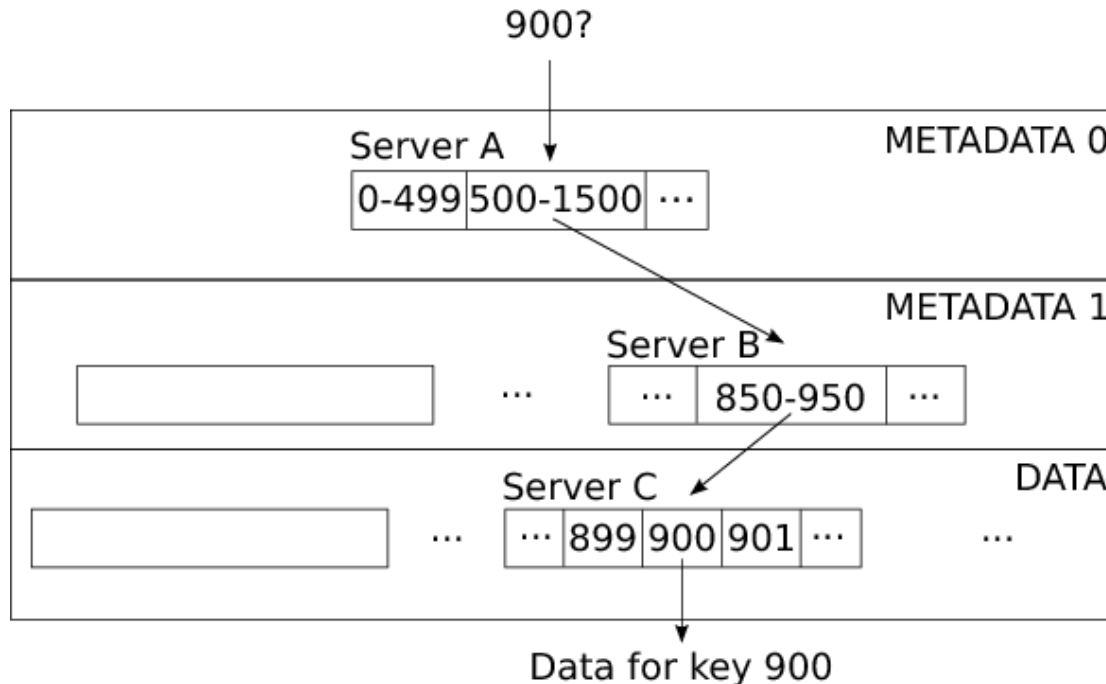 900?
METADATA 0
Server A
0-499 500-1500 ...
METADATA 1
Server B
... ... 850-950 ...
Server C
DATA
... ... 899 900 901 ... ...
Data for key 900